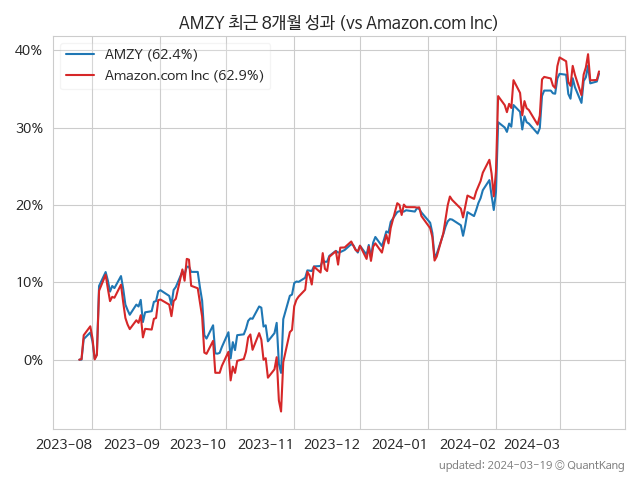 AMZY 최근 8개월 성과 (vs Amazon.com Inc)
AMZY (62.4%)
Amazon.com Inc (62.9%)
40%
30%
20%
10%
0%
2023−08 2023−09 2023−10 2023−11 2023−12 2024−01 2024−02 2024−03
updated: 2024−03−19 © QuantKang